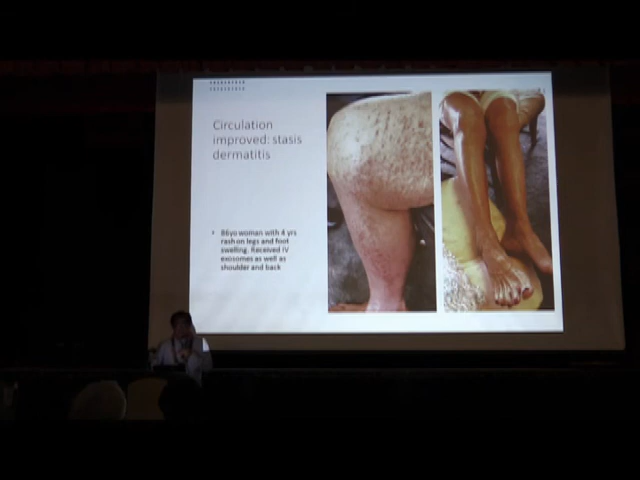 Circulation
improved: stasis
dermatitis
• 86yo woman with 4 yrs
rash on legs and foot
swelling. Received IV
exosomes as well as
shoulder and back